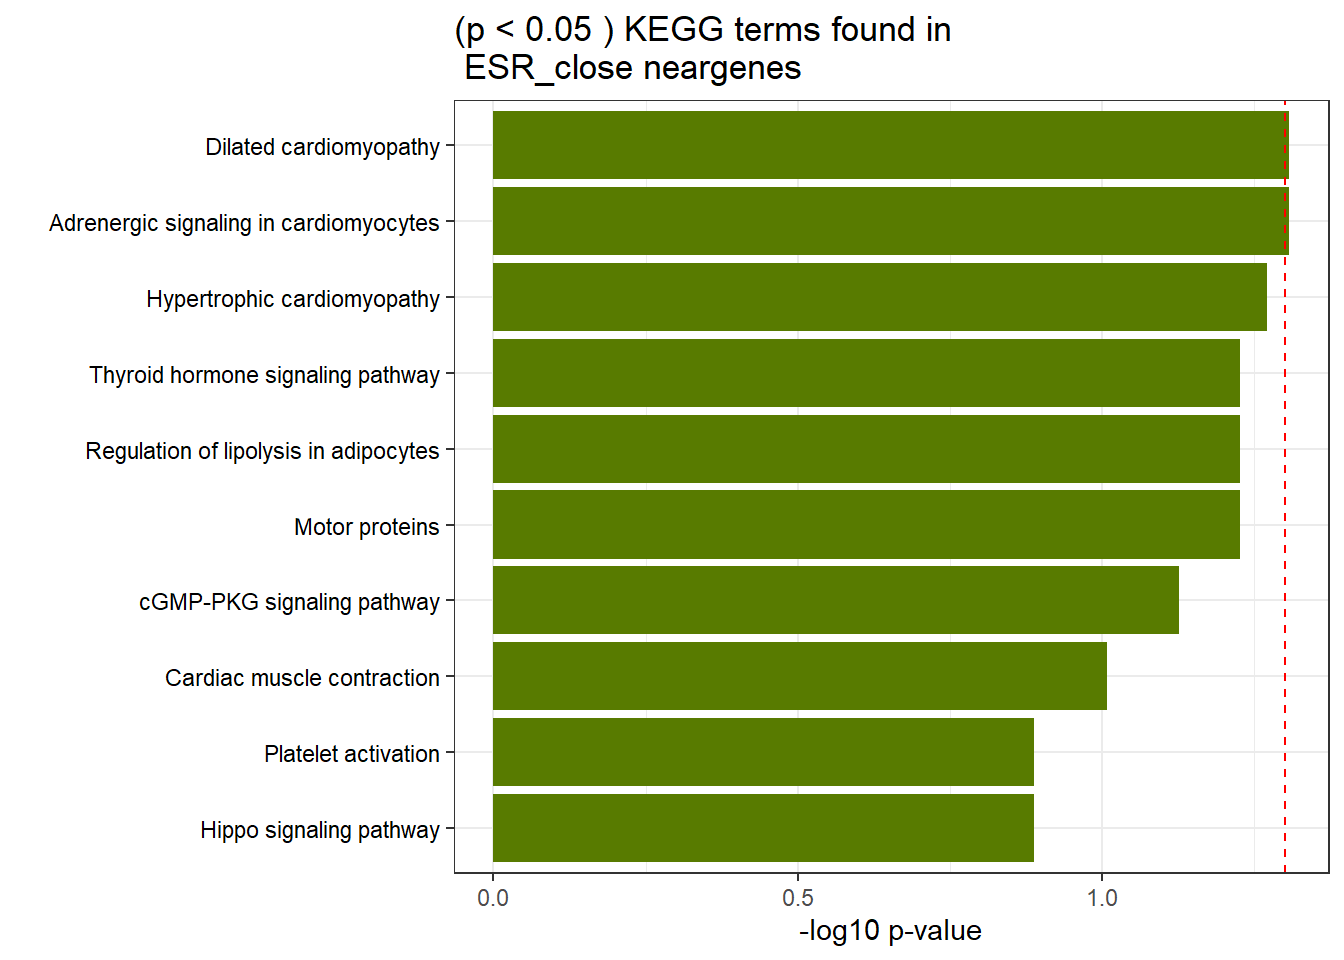 (p < 0.05 ) KEGG terms found in
ESR_close neargenes
Dilated cardiomyopathy
Adrenergic signaling in cardiomyocytes
Hypertrophic cardiomyopathy
Thyroid hormone signaling pathway
Regulation of lipolysis in adipocytes
Motor proteins
cGMP-PKG signaling pathway
Cardiac muscle contraction
Platelet activation
Hippo signaling pathway
0.0 0.5 1.0
-log10 p-value